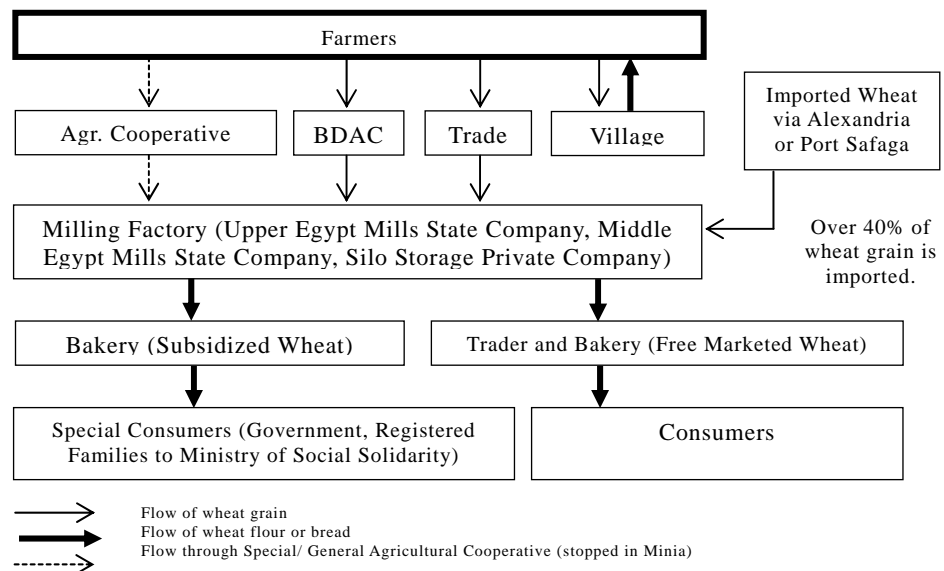 Farmers
Agr. Cooperative
BDAC
Trade
Village
Imported Wheat
via Alexandria
or Port Safaga
Milling Factory (Upper Egypt Mills State Company, Middle
Egypt Mills State Company, Silo Storage Private Company)
Over 40% of
wheat grain is
imported.
Bakery (Subsidized Wheat)
Trader and Bakery (Free Marketed Wheat)
Special Consumers (Government, Registered
Families to Ministry of Social Solidarity)
Consumers
Flow of wheat grain
Flow of wheat flour or bread
Flow through Special/ General Agricultural Cooperative (stopped in Minia)